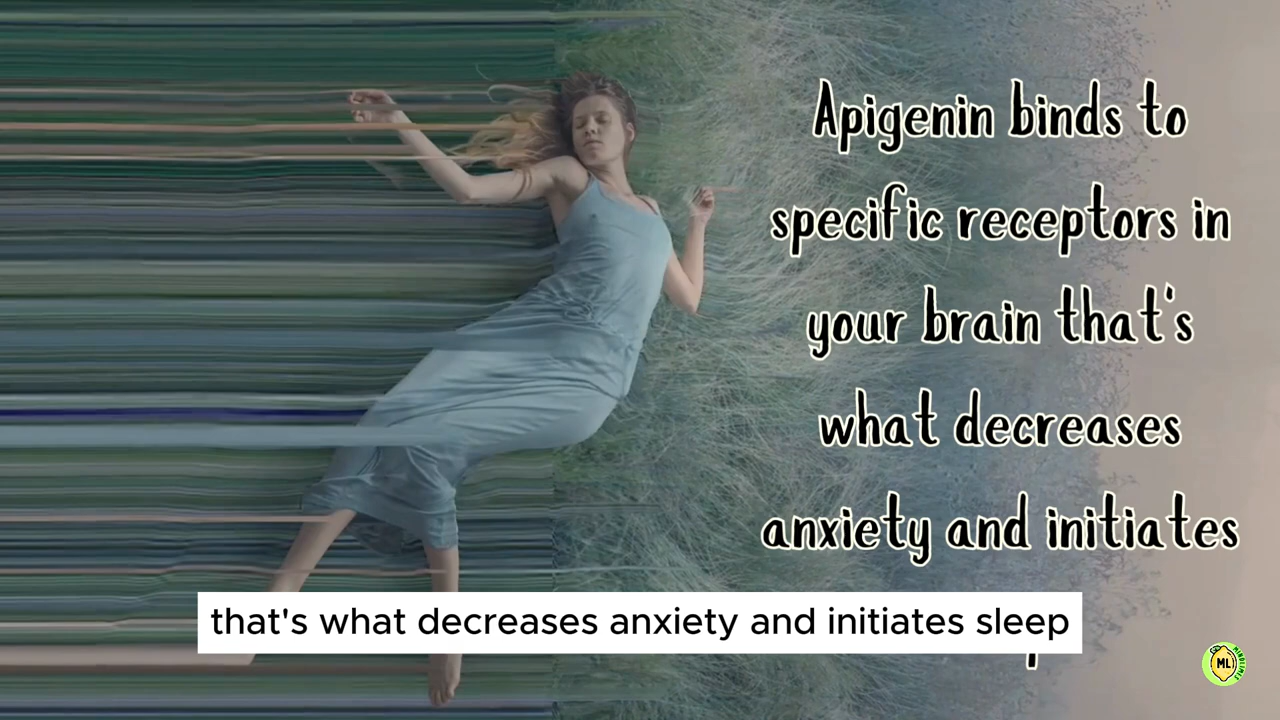 Apigenin binds to
specific receptors in
your brain that's
what decreases
anxiety and initiates
that's what decreases anxiety and initiates sleep
ML